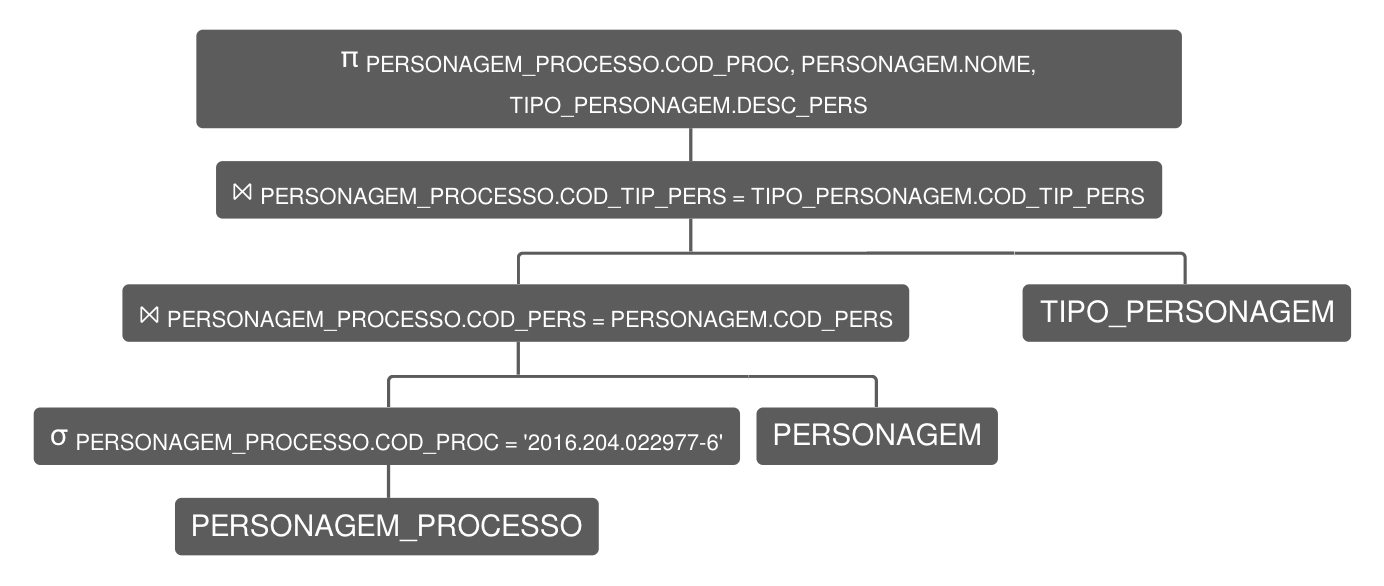 π PERSONAGEM_PROCESSO.COD_PROC, PERSONAGEM.NOME,
TIPO_PERSONAGEM.DESC_PERS
⋈ PERSONAGEM_PROCESSO.COD_TIP_PERS = TIPO_PERSONAGEM.COD_TIP_PERS
⋈ PERSONAGEM_PROCESSO.COD_PERS = PERSONAGEM.COD_PERS
TIPO_PERSONAGEM
σ PERSONAGEM_PROCESSO.COD_PROC = '2016.204.022977-6'
PERSONAGEM
PERSONAGEM_PROCESSO